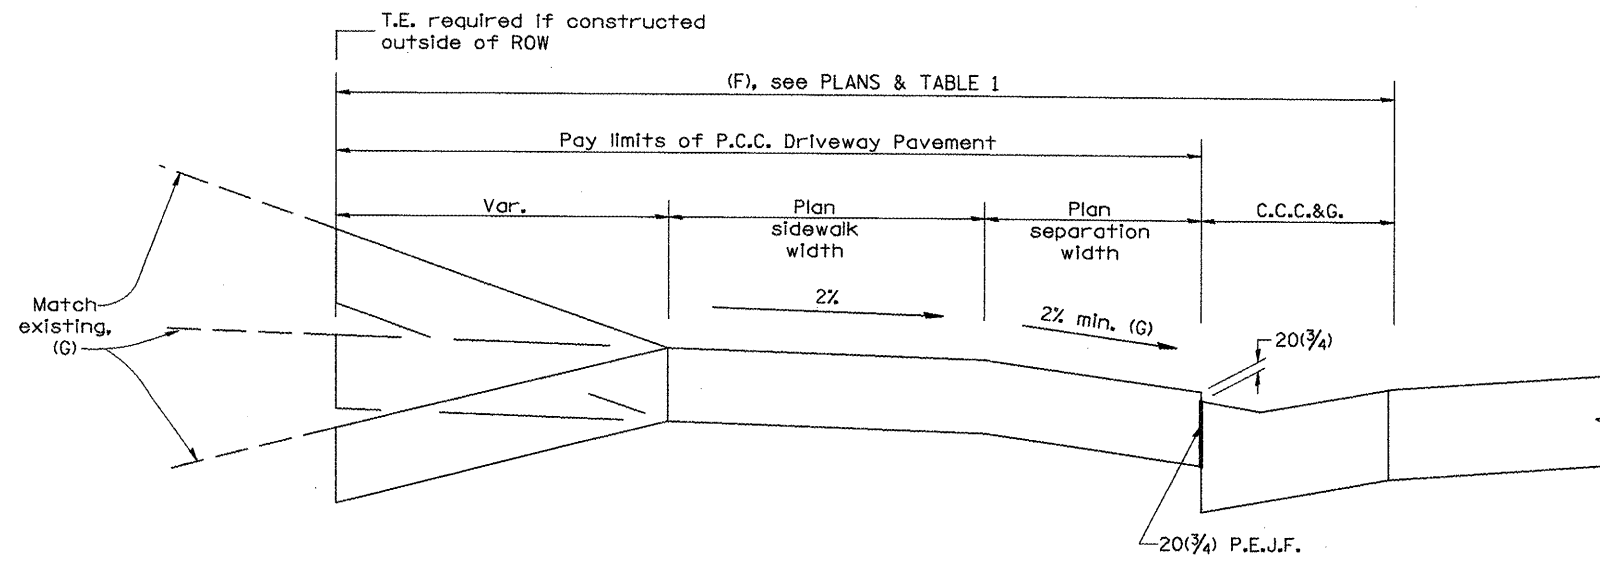 T.E. required if constructed
outside of ROW
(F), see PLANS & TABLE 1
Pay limits of P.C.C. Driveway Pavement
Var.
Plan
sidewalk
width
Plan
separation
width
C.C.C.&G.
2%
2% min. (G)
20(3/4)
Match
existing,
(G)
20(3/4) P.E.J.F.